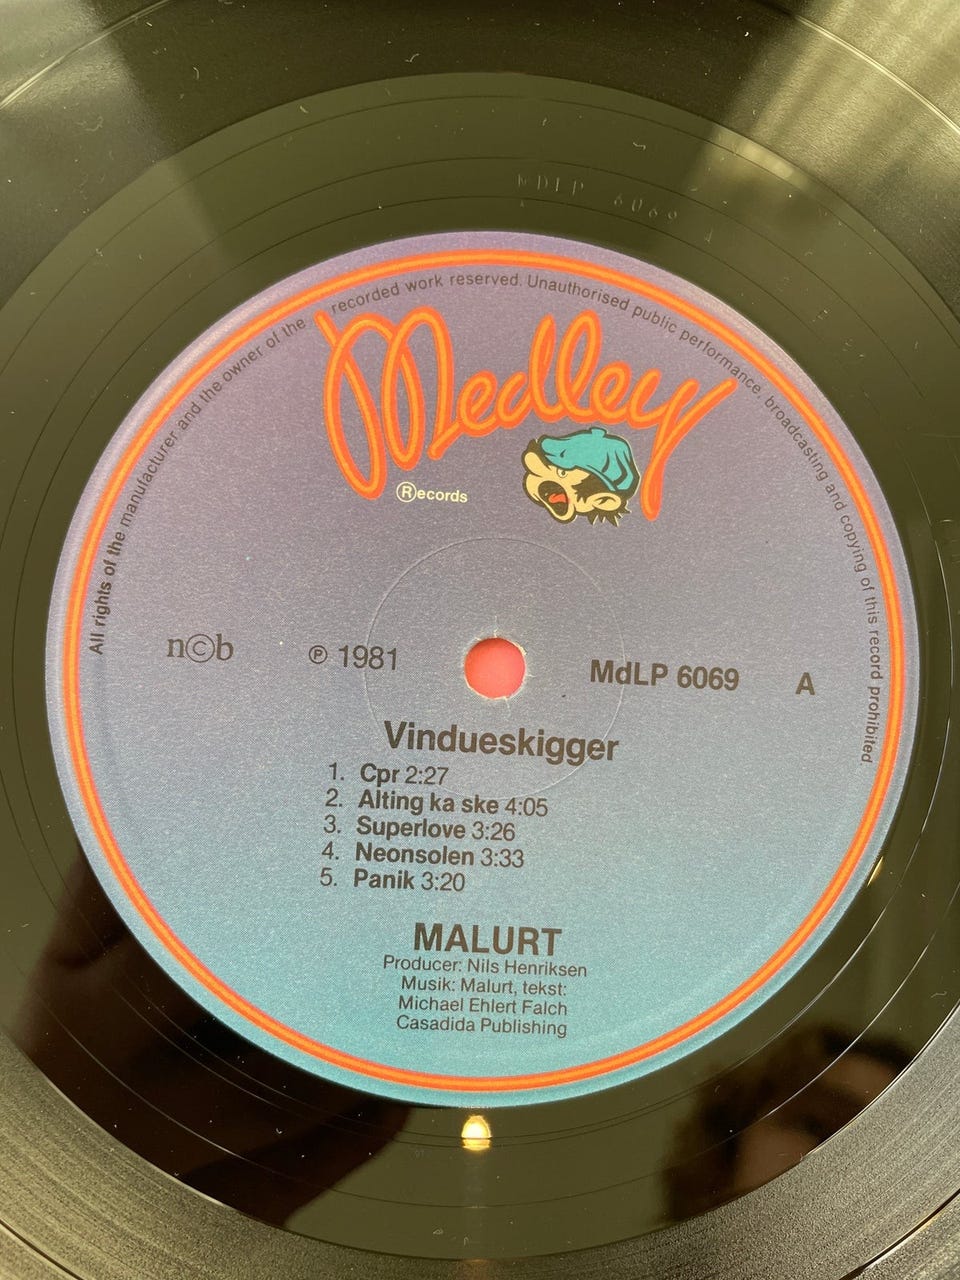 MDLP 6069
All rights of the manufacturer and the owner of the recorded work reserved. Unauthorised public performance, broadcasting and copying of this record prohibited
Medley
Ⓡecords
n©b
℗ 1981
MdLP 6069
A
Vindueskigger
1. Cpr 2:27
2. Alting ka ske 4:05
3. Superlove 3:26
4. Neonsolen 3:33
5. Panik 3:20
MALURT
Producer: Nils Henriksen
Musik: Malurt, tekst:
Michael Ehlert Falch
Casadida Publishing